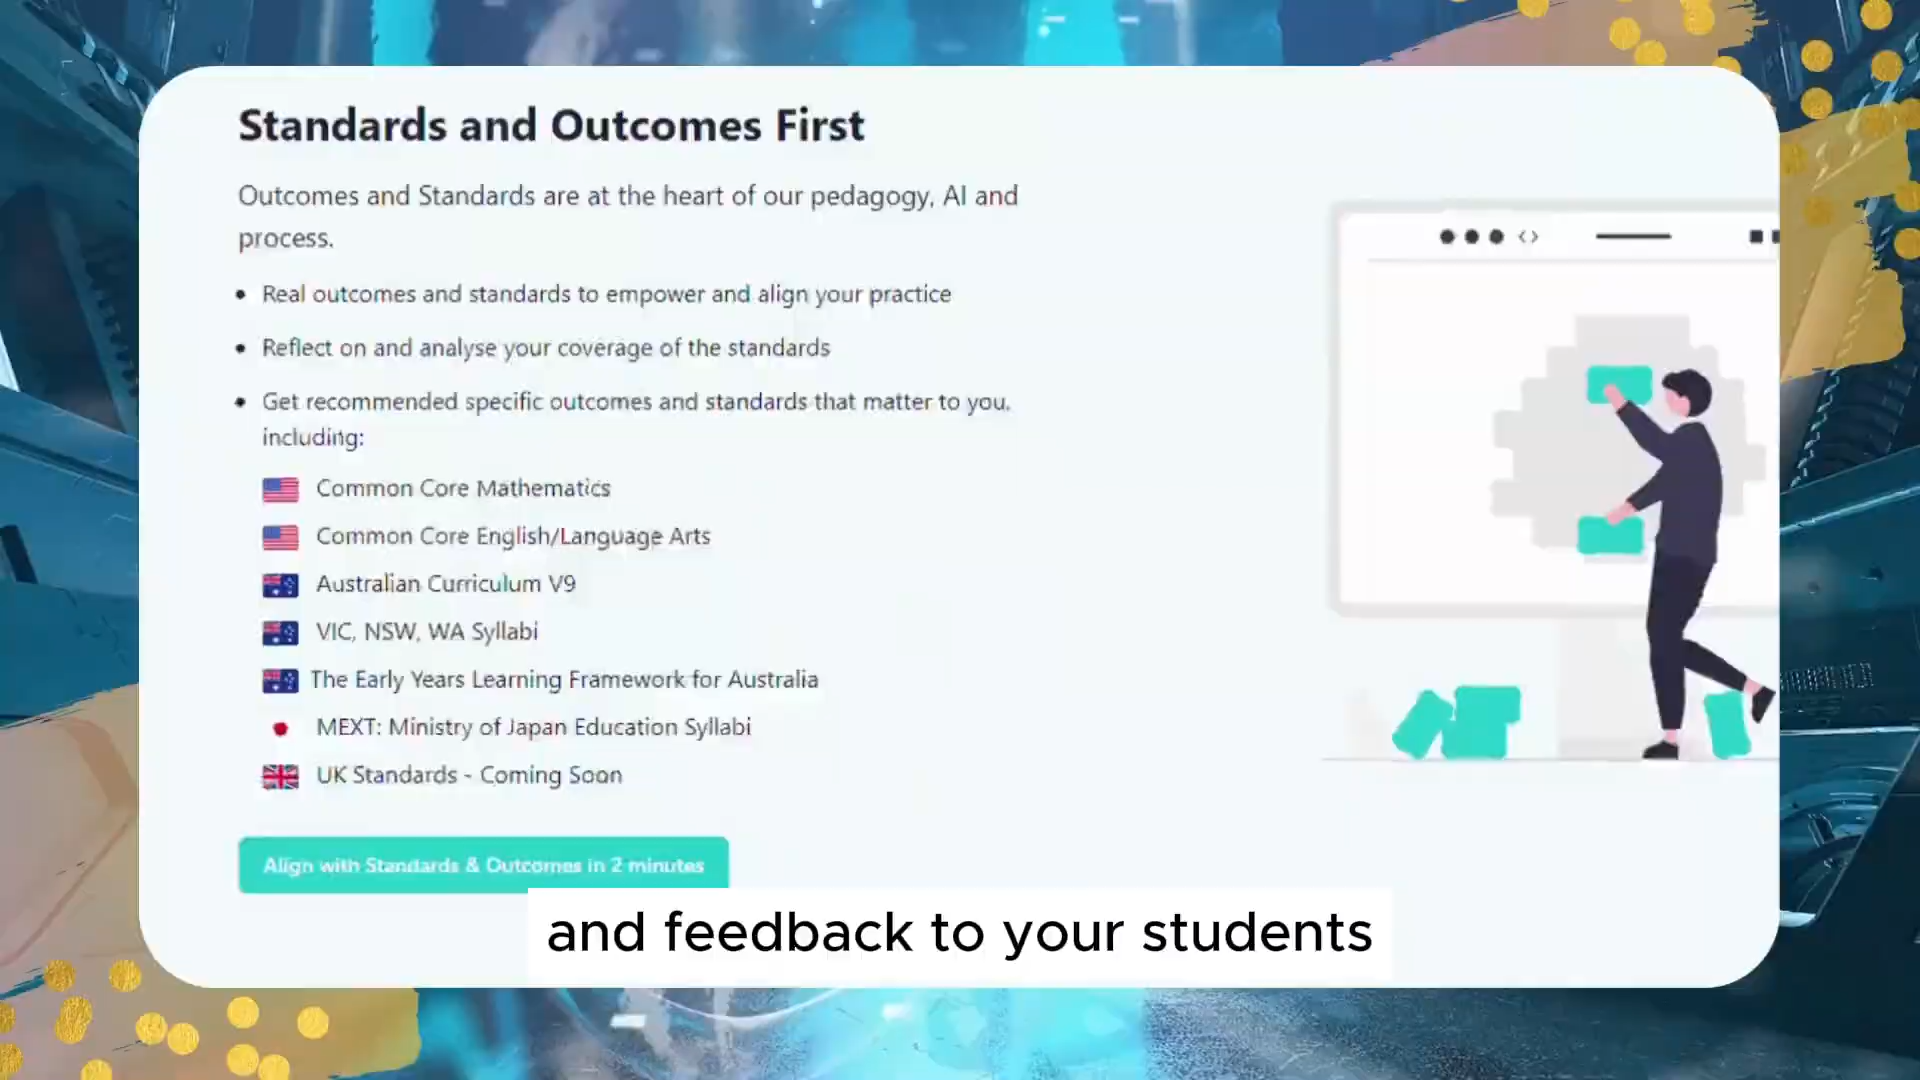 Standards and Outcomes First
Outcomes and Standards are at the heart of our pedagogy, AI and
process.
• Real outcomes and standards to empower and align your practice
• Reflect on and analyse your coverage of the standards
• Get recommended specific outcomes and standards that matter to you,
including:
Common Core Mathematics
Common Core English/Language Arts
Australian Curriculum V9
VIC, NSW, WA Syllabi
The Early Years Learning Framework for Australia
MEXT: Ministry of Japan Education Syllabi
UK Standards - Coming Soon
Align with Standards & Outcomes in 2 minutes
and feedback to your students